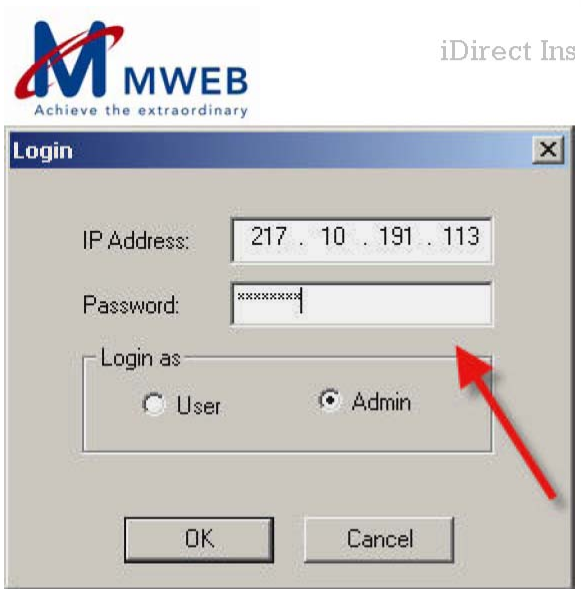 iDirect Ins
MWEB
Achieve the extraordinary
Login
IP Address: 217 . 10 . 191 . 113
Password: ××××××××
Login as
User Admin
OK Cancel